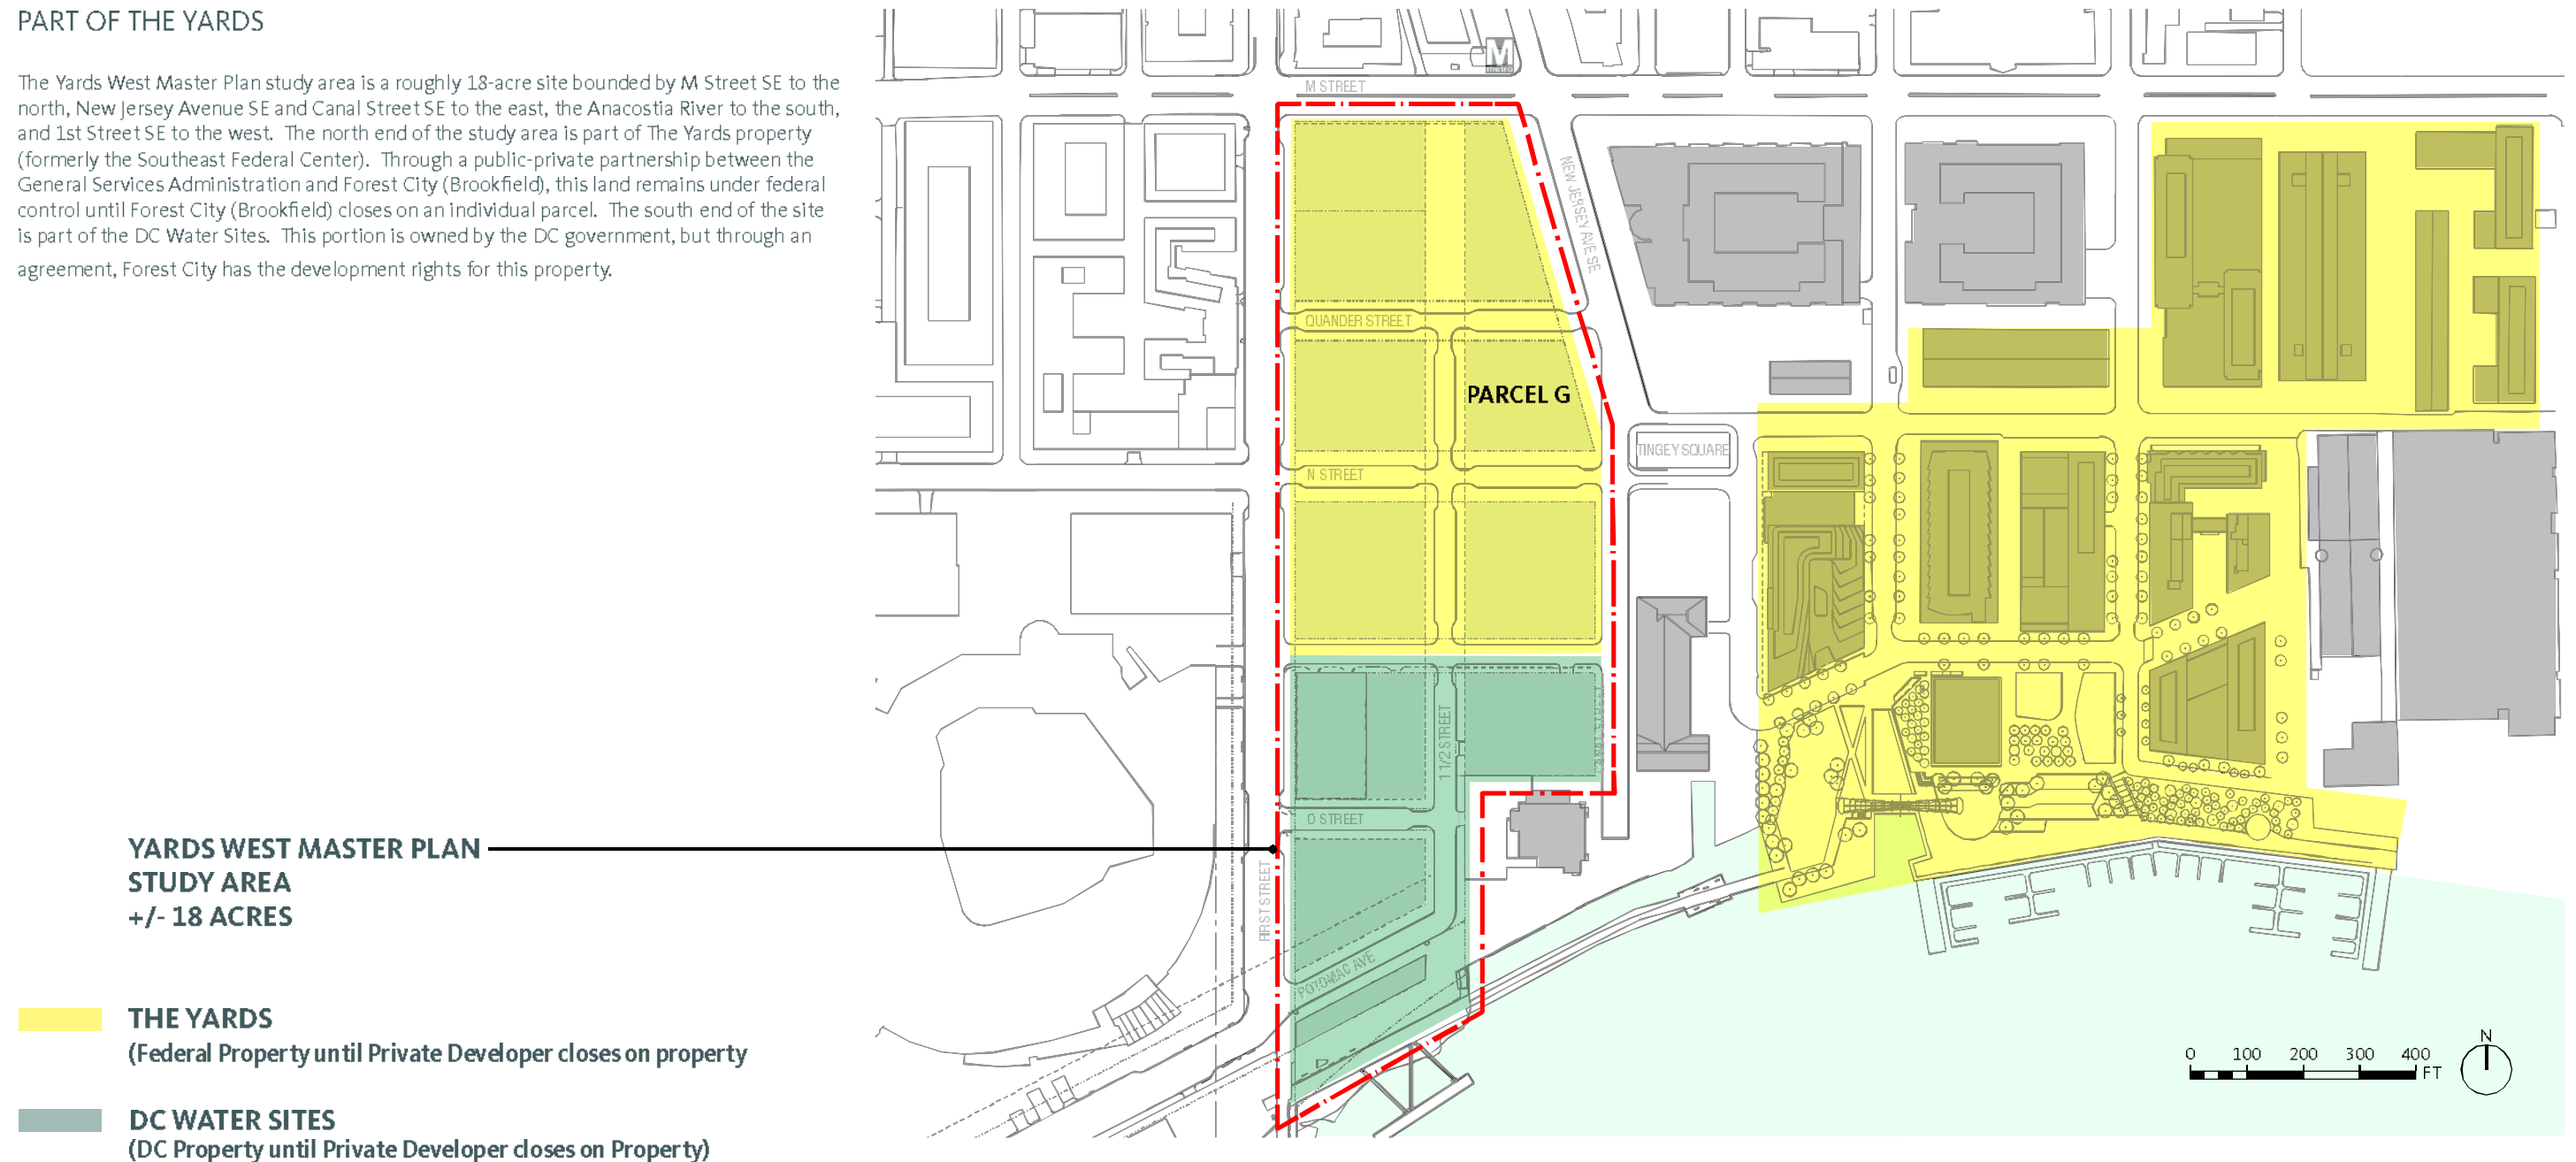 PART OF THE YARDS
The Yards West Master Plan study area is a roughly 18-acre site bounded by M Street SE to the
north, New Jersey Avenue SE and Canal Street SE to the east, the Anacostia River to the south,
and 1st Street SE to the west. The north end of the study area is part of The Yards property
(formerly the Southeast Federal Center). Through a public-private partnership between the
General Services Administration and Forest City (Brookfield), this land remains under federal
control until Forest City (Brookfield) closes on an individual parcel. The south end of the site
is part of the DC Water Sites. This portion is owned by the DC government, but through an
agreement, Forest City has the development rights for this property.
M
metro
M STREET
NEW JERSEY AVE SE
QUANDER STREET
PARCEL G
TINGEY SQUARE
N STREET
1 1/2 STREET
O STREET
FIRST STREET
POTOMAC AVE
YARDS WEST MASTER PLAN
STUDY AREA
+/- 18 ACRES
THE YARDS
(Federal Property until Private Developer closes on property
DC WATER SITES
(DC Property until Private Developer closes on Property)
0 100 200 300 400
FT
N